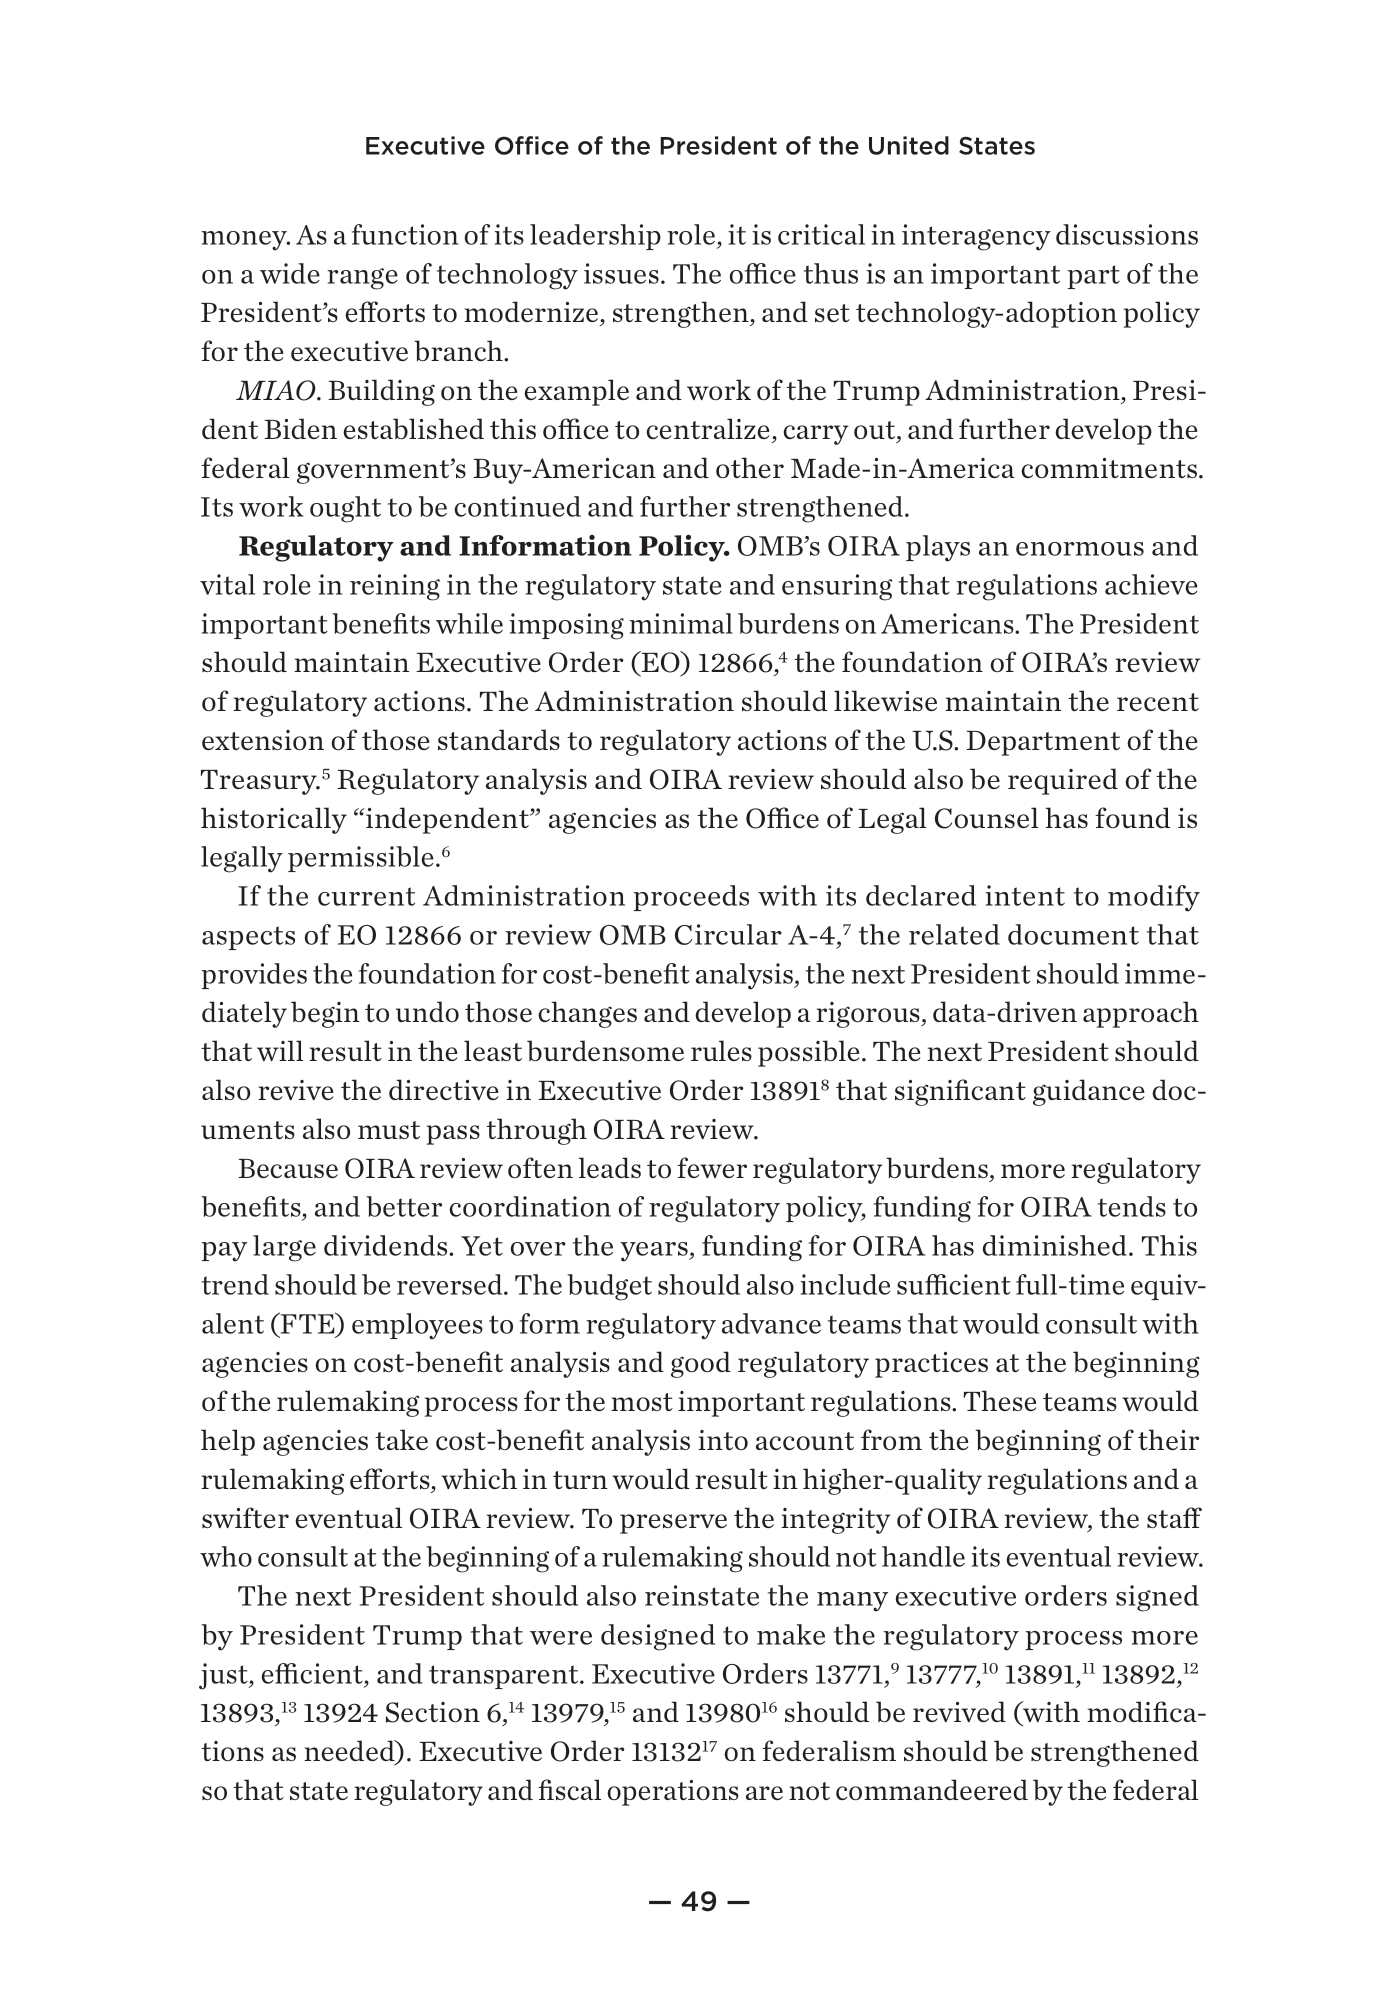 Executive Office of the President of the United States
money. As a function of its leadership role, it is critical in interagency discussions
on a wide range of technology issues. The office thus is an important part of the
President’s efforts to modernize, strengthen, and set technology-adoption policy
for the executive branch.
MIAO. Building on the example and work of the Trump Administration, Presi-
dent Biden established this office to centralize, carry out, and further develop the
federal government’s Buy-American and other Made-in-America commitments.
Its work ought to be continued and further strengthened.
Regulatory and Information Policy. OMB’s OIRA plays an enormous and
vital role in reining in the regulatory state and ensuring that regulations achieve
important benefits while imposing minimal burdens on Americans. The President
should maintain Executive Order (EO) 12866,⁴ the foundation of OIRA’s review
of regulatory actions. The Administration should likewise maintain the recent
extension of those standards to regulatory actions of the U.S. Department of the
Treasury.⁵ Regulatory analysis and OIRA review should also be required of the
historically “independent” agencies as the Office of Legal Counsel has found is
legally permissible.⁶
If the current Administration proceeds with its declared intent to modify
aspects of EO 12866 or review OMB Circular A-4,⁷ the related document that
provides the foundation for cost-benefit analysis, the next President should imme-
diately begin to undo those changes and develop a rigorous, data-driven approach
that will result in the least burdensome rules possible. The next President should
also revive the directive in Executive Order 13891⁸ that significant guidance doc-
uments also must pass through OIRA review.
Because OIRA review often leads to fewer regulatory burdens, more regulatory
benefits, and better coordination of regulatory policy, funding for OIRA tends to
pay large dividends. Yet over the years, funding for OIRA has diminished. This
trend should be reversed. The budget should also include sufficient full-time equiv-
alent (FTE) employees to form regulatory advance teams that would consult with
agencies on cost-benefit analysis and good regulatory practices at the beginning
of the rulemaking process for the most important regulations. These teams would
help agencies take cost-benefit analysis into account from the beginning of their
rulemaking efforts, which in turn would result in higher-quality regulations and a
swifter eventual OIRA review. To preserve the integrity of OIRA review, the staff
who consult at the beginning of a rulemaking should not handle its eventual review.
The next President should also reinstate the many executive orders signed
by President Trump that were designed to make the regulatory process more
just, efficient, and transparent. Executive Orders 13771,⁹ 13777,¹⁰ 13891,¹¹ 13892,¹²
13893,¹³ 13924 Section 6,¹⁴ 13979,¹⁵ and 13980¹⁶ should be revived (with modifica-
tions as needed). Executive Order 13132¹⁷ on federalism should be strengthened
so that state regulatory and fiscal operations are not commandeered by the federal
— 49 —